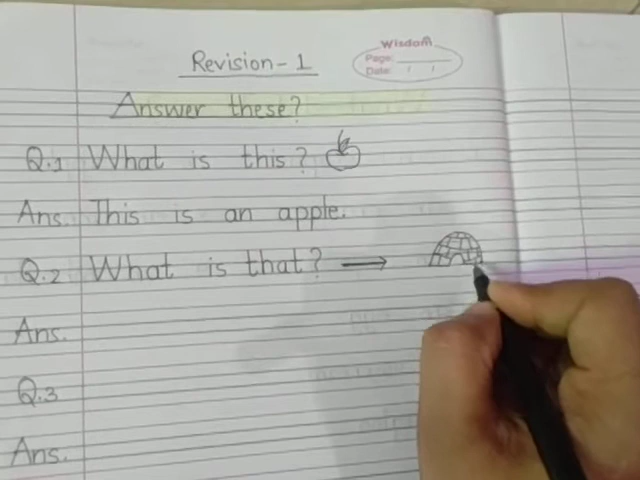 Wisdom
Revision-1
Page:
Date: / /
Answer these?
Q.1 What is this?
Ans. This is an apple.
Q.2 What is that? →
Ans.
Q.3
Ans.